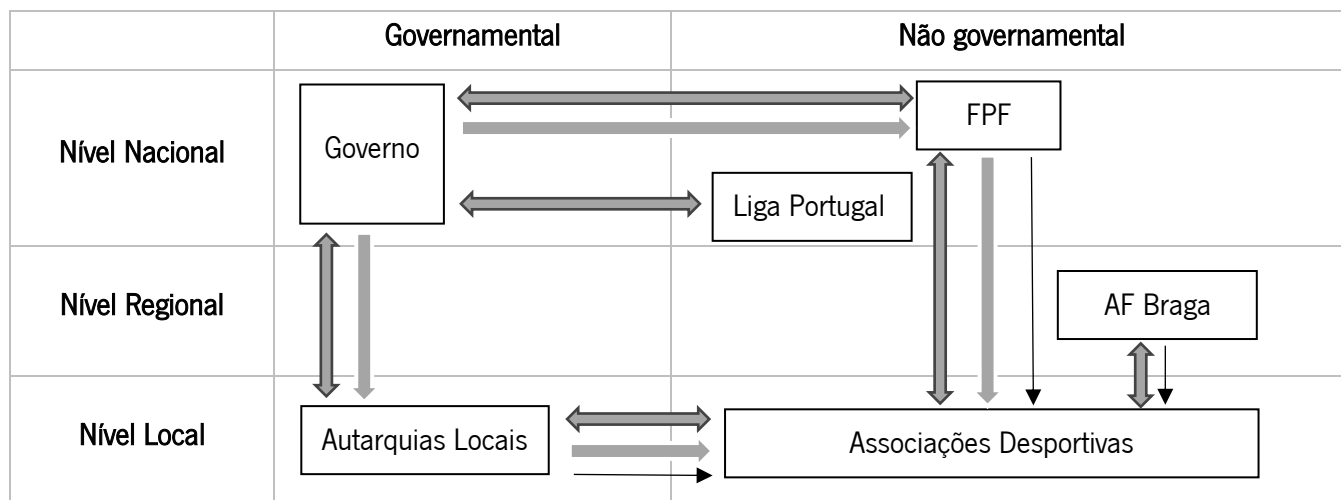 Governamental
Não governamental
Nível Nacional
Governo
FPF
Liga Portugal
Nível Regional
AF Braga
Nível Local
Autarquias Locais
Associações Desportivas